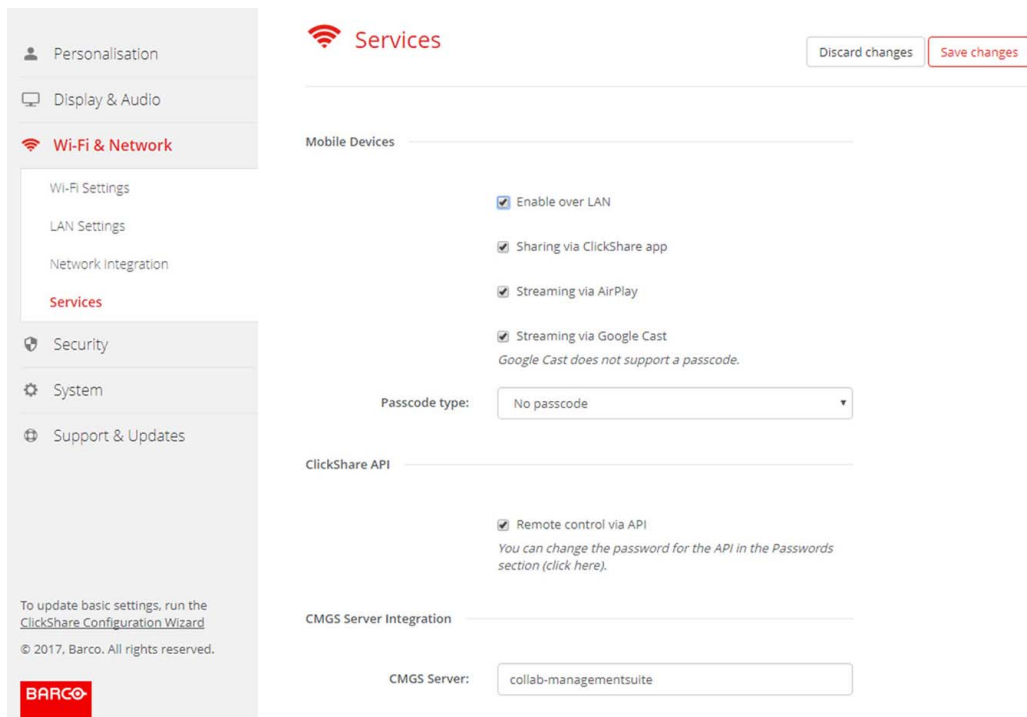 Personalisation
Display & Audio
Wi-Fi & Network
Wi-Fi Settings
LAN Settings
Network Integration
Services
Security
System
Support & Updates
To update basic settings, run the
ClickShare Configuration Wizard
© 2017, Barco. All rights reserved.
BARCO
Services
Discard changes
Save changes
Mobile Devices
Enable over LAN
Sharing via ClickShare app
Streaming via AirPlay
Streaming via Google Cast
Google Cast does not support a passcode.
Passcode type: No passcode
ClickShare API
Remote control via API
You can change the password for the API in the Passwords
section (click here).
CMGS Server Integration
CMGS Server: collab-managementsuite